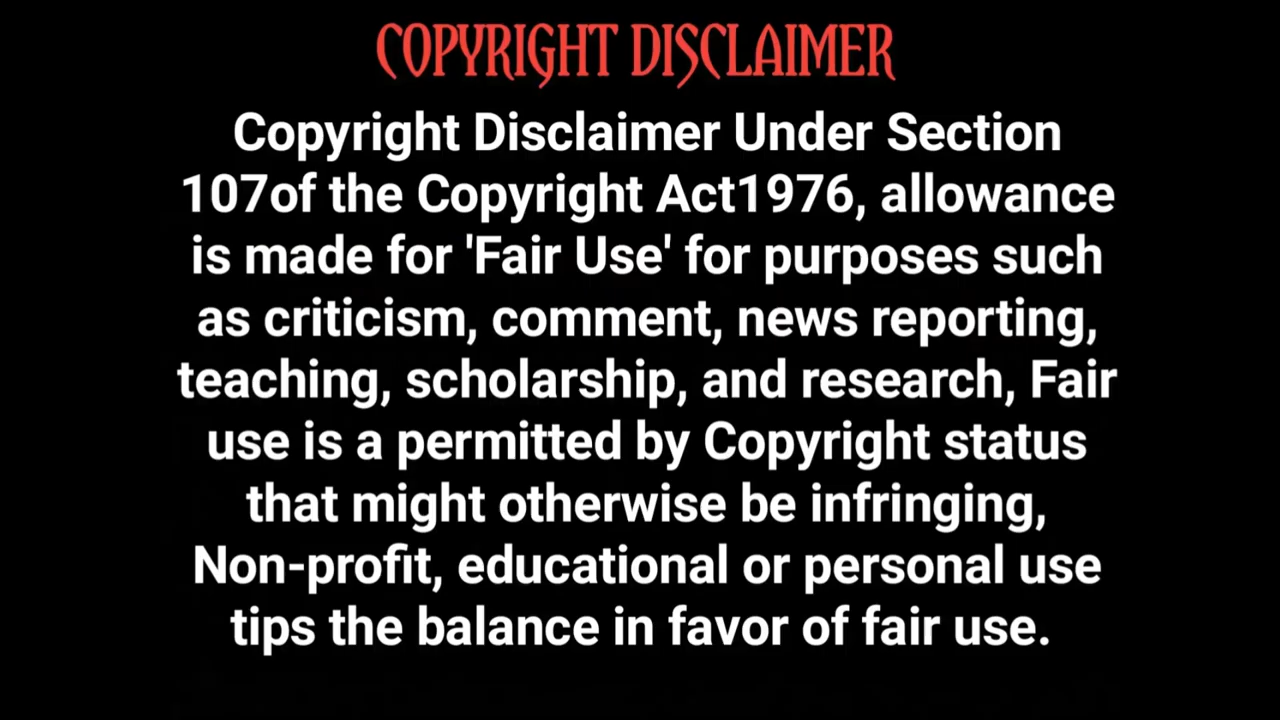 COPYRIGHT DISCLAIMER
Copyright Disclaimer Under Section
107of the Copyright Act1976, allowance
is made for 'Fair Use' for purposes such
as criticism, comment, news reporting,
teaching, scholarship, and research, Fair
use is a permitted by Copyright status
that might otherwise be infringing,
Non-profit, educational or personal use
tips the balance in favor of fair use.